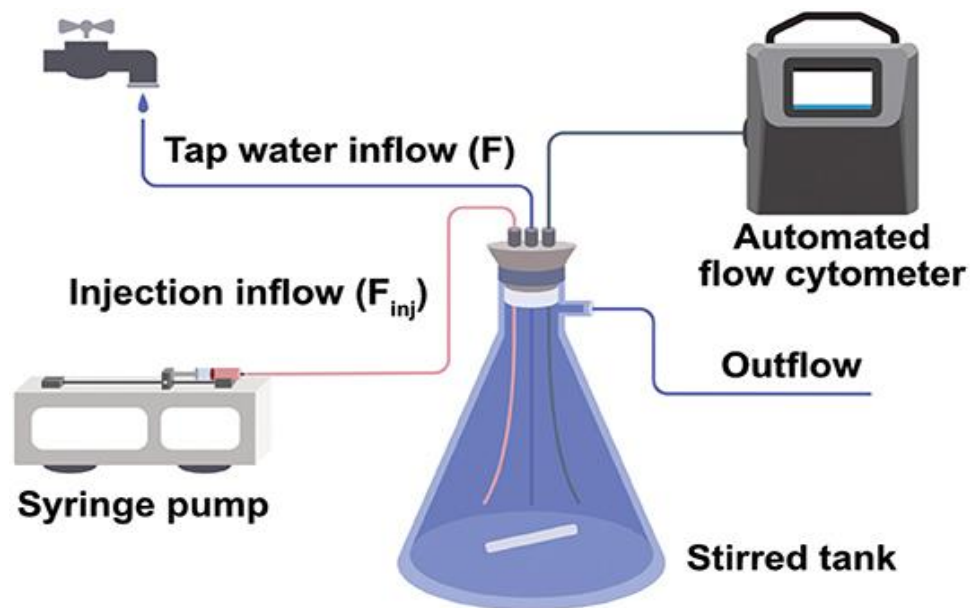 Tap water inflow (F)
Automated
flow cytometer
Injection inflow (Finj)
Outflow
Syringe pump
Stirred tank